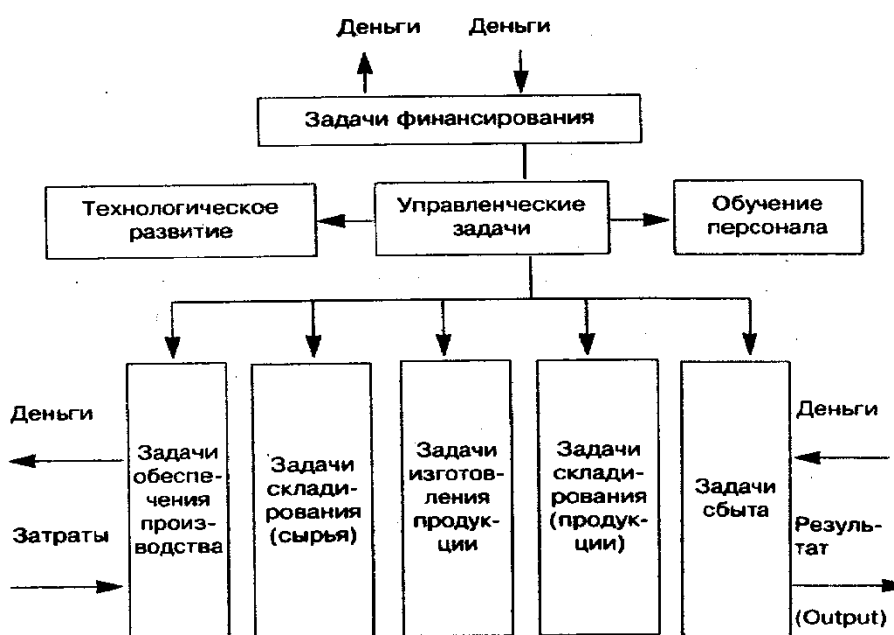 Деньги Деньги
Задачи финансирования
Технологическое
развитие
Управленческие
задачи
Обучение
персонала
Деньги
Затраты
Задачи
обеспе-
чения
произ-
водства
Задачи
склади-
рования
(сырья)
Задачи
изготов-
ления
продук-
ции
Задачи
склади-
рования
(продук-
ции)
Задачи
сбыта
Деньги
Резуль-
тат
(Output)